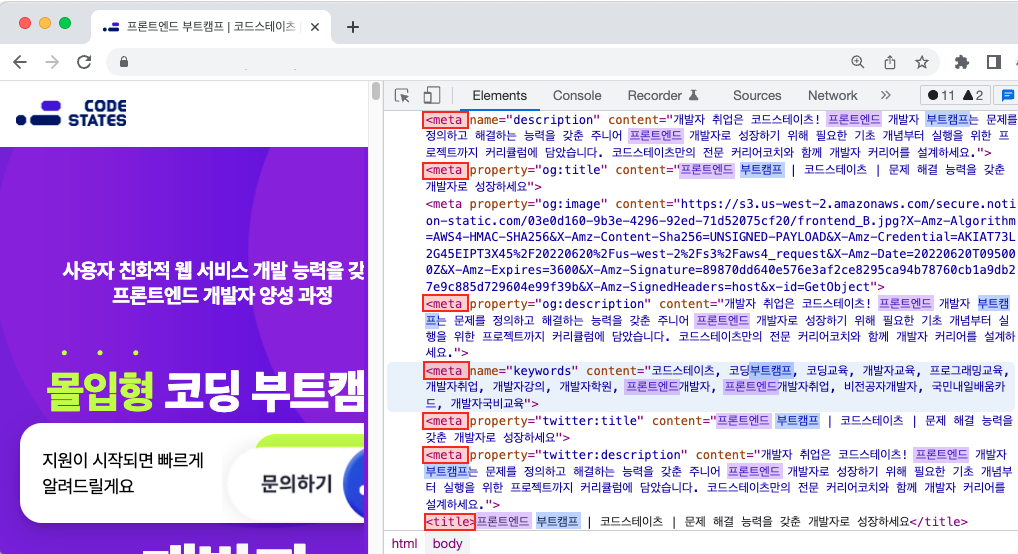 프론트엔드 부트캠프 | 코드스테이츠 |
CODE
STATES
사용자 친화적 웹 서비스 개발 능력을 갖
프론트엔드 개발자 양성 과정
몰입형 코딩 부트캠
지원이 시작되면 빠르게
알려드릴게요
문의하기
Elements Console Recorder Sources Network 11 2
<meta name="description" content="개발자 취업은 코드스테이츠! 프론트엔드 개발자 부트캠프는 문제를
정의하고 해결하는 능력을 갖춘 주니어 프론트엔드 개발자로 성장하기 위해 필요한 기초 개념부터 실행을 위한 프
로젝트까지 커리큘럼에 담았습니다. 코드스테이츠만의 전문 커리어코치와 함께 개발자 커리어를 설계하세요.">
<meta property="og:title" content="프론트엔드 부트캠프 | 코드스테이츠 | 문제 해결 능력을 갖춘
개발자로 성장하세요">
<meta property="og:image" content="https://s3.us-west-2.amazonaws.com/secure.noti
on-static.com/03e0d160-9b3e-4296-92ed-71d52075cf20/frontend_B.jpg?X-Amz-Algorithm
=AWS4-HMAC-SHA256&X-Amz-Content-Sha256=UNSIGNED-PAYLOAD&X-Amz-Credential=AKIAT73L
2G45EIPT3X45%2F20220620%2Fus-west-2%2Fs3%2Faws4_request&X-Amz-Date=20220620T09500
0Z&X-Amz-Expires=3600&X-Amz-Signature=89870dd640e576e3af2ce8295ca94b78760cb1a9db2
7e9c885d729604e99f39b&X-Amz-SignedHeaders=host&x-id=GetObject">
<meta property="og:description" content="개발자 취업은 코드스테이츠! 프론트엔드 개발자 부트캠
프는 문제를 정의하고 해결하는 능력을 갖춘 주니어 프론트엔드 개발자로 성장하기 위해 필요한 기초 개념부터 실
행을 위한 프로젝트까지 커리큘럼에 담았습니다. 코드스테이츠만의 전문 커리어코치와 함께 개발자 커리어를 설계하
세요.">
<meta name="keywords" content="코드스테이츠, 코딩부트캠프, 코딩교육, 개발자교육, 프로그래밍교육,
개발자취업, 개발자강의, 개발자학원, 프론트엔드개발자, 프론트엔드개발자취업, 비전공자개발자, 국민내일배움카
드, 개발자국비교육">
<meta property="twitter:title" content="프론트엔드 부트캠프 | 코드스테이츠 | 문제 해결 능력을
갖춘 개발자로 성장하세요">
<meta property="twitter:description" content="개발자 취업은 코드스테이츠! 프론트엔드 개발자
부트캠프는 문제를 정의하고 해결하는 능력을 갖춘 주니어 프론트엔드 개발자로 성장하기 위해 필요한 기초 개념부
터 실행을 위한 프로젝트까지 커리큘럼에 담았습니다. 코드스테이츠만의 전문 커리어코치와 함께 개발자 커리어를
설계하세요.">
<title>프론트엔드 부트캠프 | 코드스테이츠 | 문제 해결 능력을 갖춘 개발자로 성장하세요</title>
html body